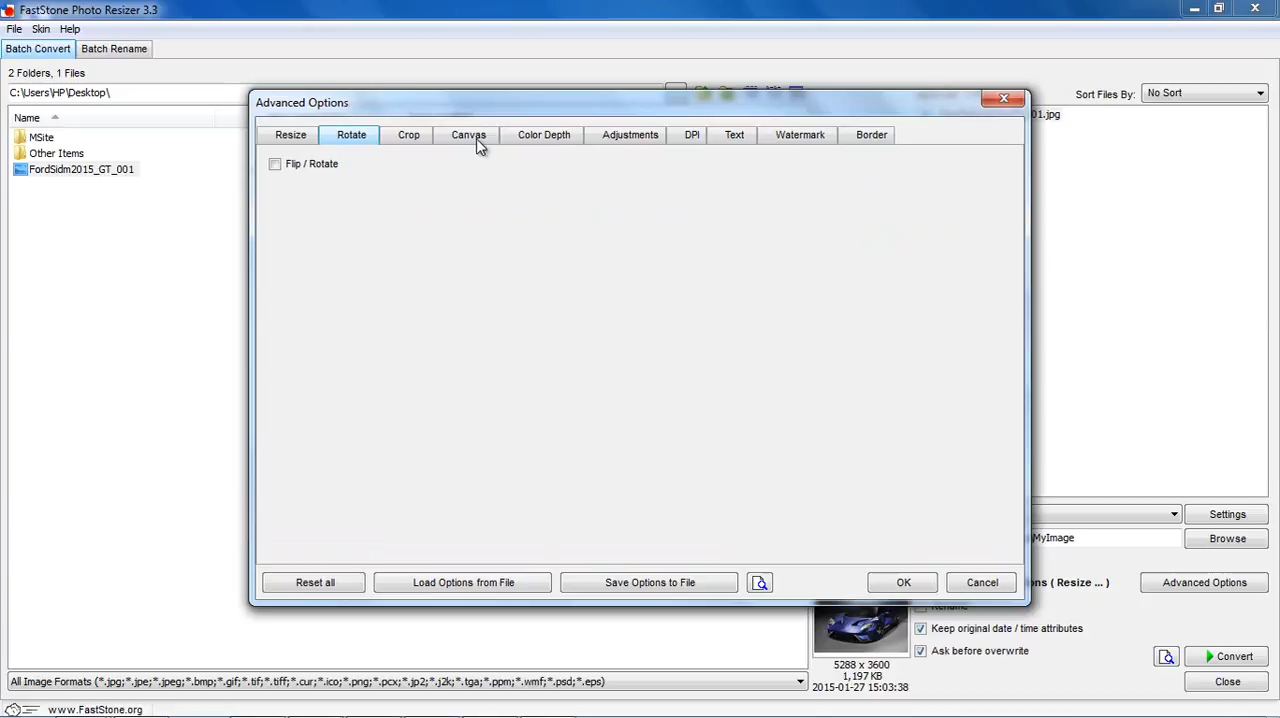 FastStone Photo Resizer 3.3
File Skin Help
Batch Convert Batch Rename
2 Folders, 1 Files
C:\Users\HP\Desktop\
Sort Files By: No Sort
Name
MSite
Other Items
FordSidm2015_GT_001
01.jpg
Advanced Options
Resize Rotate Crop Canvas Color Depth Adjustments DPI Text Watermark Border
Flip / Rotate
Reset all Load Options from File Save Options to File OK Cancel
Settings
MyImage Browse
ns ( Resize ... ) Advanced Options
Rename
Keep original date / time attributes
Ask before overwrite
5288 x 3600
1,197 KB
2015-01-27 15:03:38
Convert
Close
All Image Formats (*.jpg;*.jpe;*.jpeg;*.bmp;*.gif;*.tif;*.tiff;*.cur;*.ico;*.png;*.pcx;*.jp2;*.j2k;*.tga;*.ppm;*.wmf;*.psd;*.eps)
www.FastStone.org